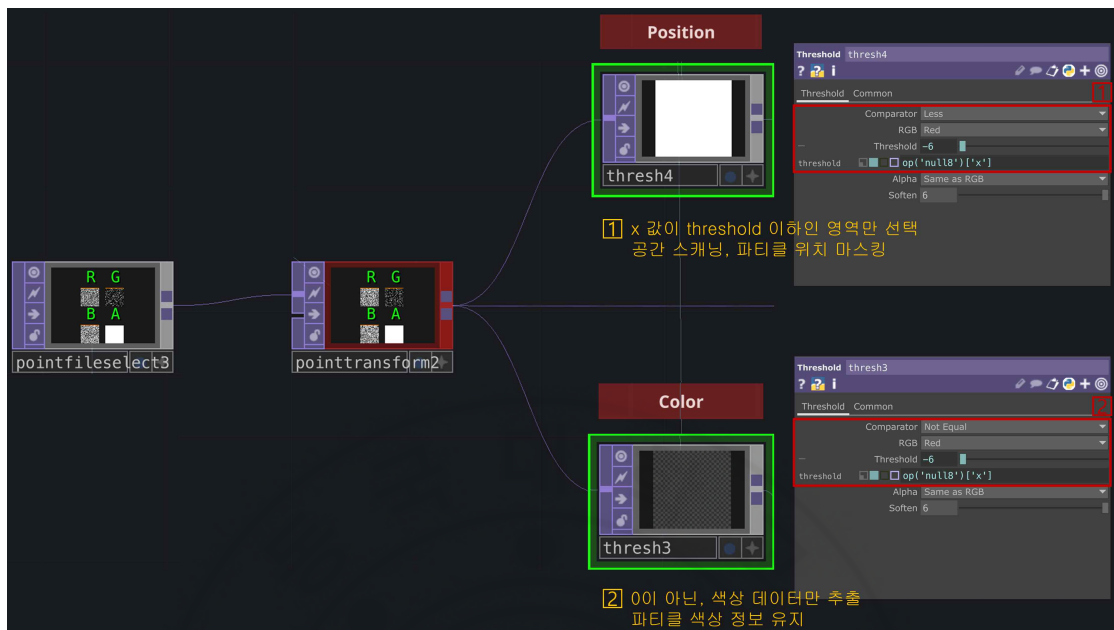 Position
thresh4
1 x 값이 threshold 이하인 영역만 선택
공간 스캐닝, 파티클 위치 마스킹
Threshold thresh4
? ? i
1
Threshold Common
Comparator Less
RGB Red
Threshold -6
threshold op('null8')['x']
Alpha Same as RGB
Soften 6
R G
B A
pointfileselect3
R G
B A
pointtransform2
Color
thresh3
2 0이 아닌, 색상 데이터만 추출
파티클 색상 정보 유지
Threshold thresh3
? ? i
2
Threshold Common
Comparator Not Equal
RGB Red
Threshold -6
threshold op('null8')['x']
Alpha Same as RGB
Soften 6